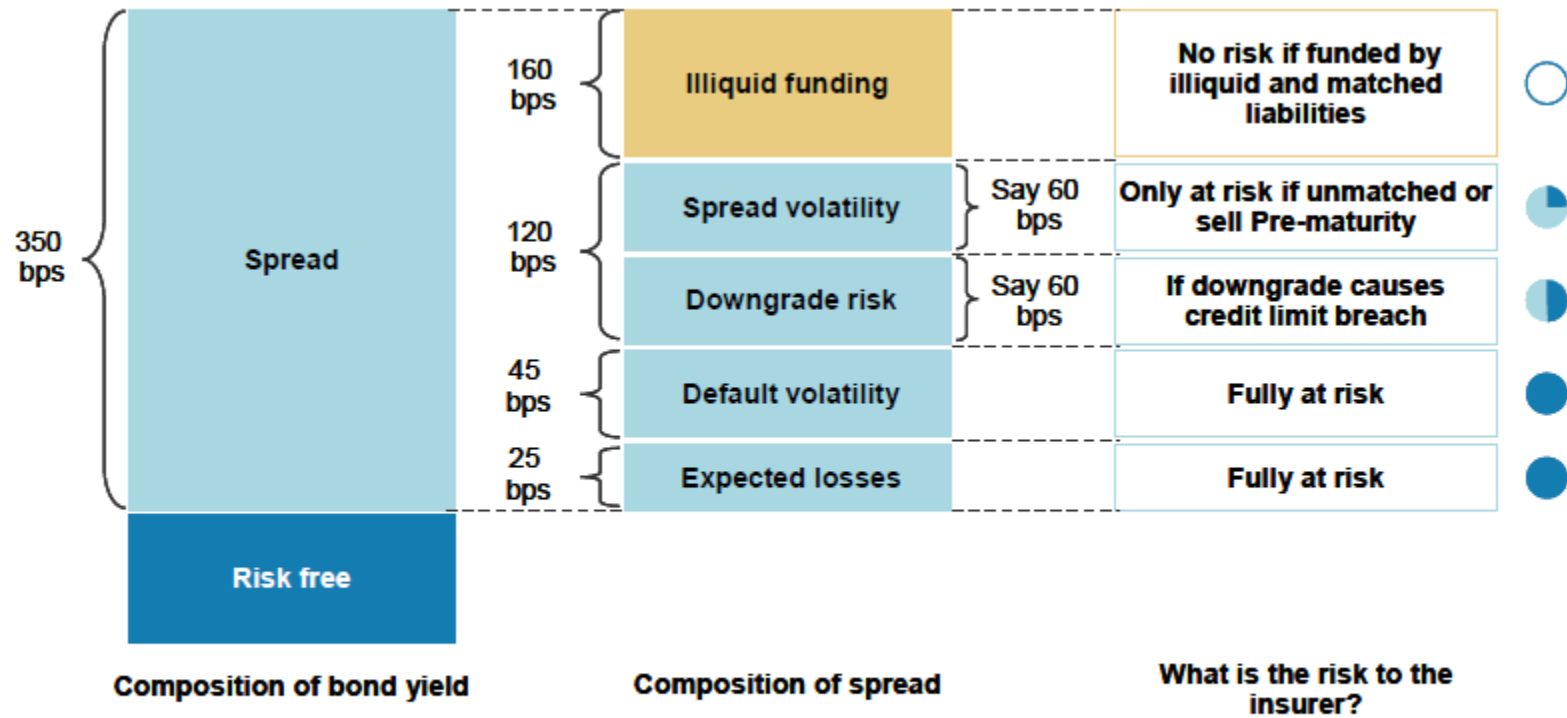 350
bps
Spread
Risk free
Composition of bond yield
160
bps
120
bps
45
bps
25
bps
Illiquid funding
Spread volatility
Downgrade risk
Default volatility
Expected losses
Composition of spread
Say 60
bps
Say 60
bps
No risk if funded by
illiquid and matched
liabilities
Only at risk if unmatched or
sell Pre-maturity
If downgrade causes
credit limit breach
Fully at risk
Fully at risk
What is the risk to the
insurer?